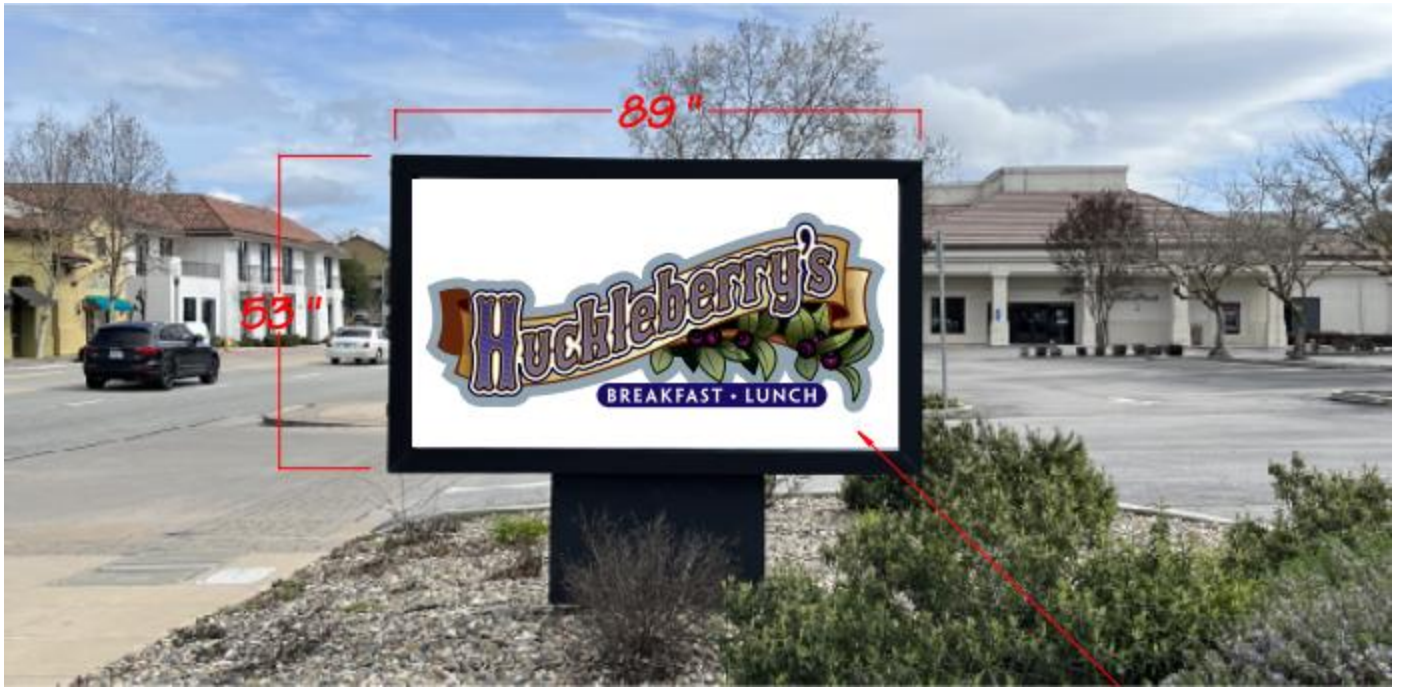 89 "
53 "
Huckleberry's
BREAKFAST • LUNCH